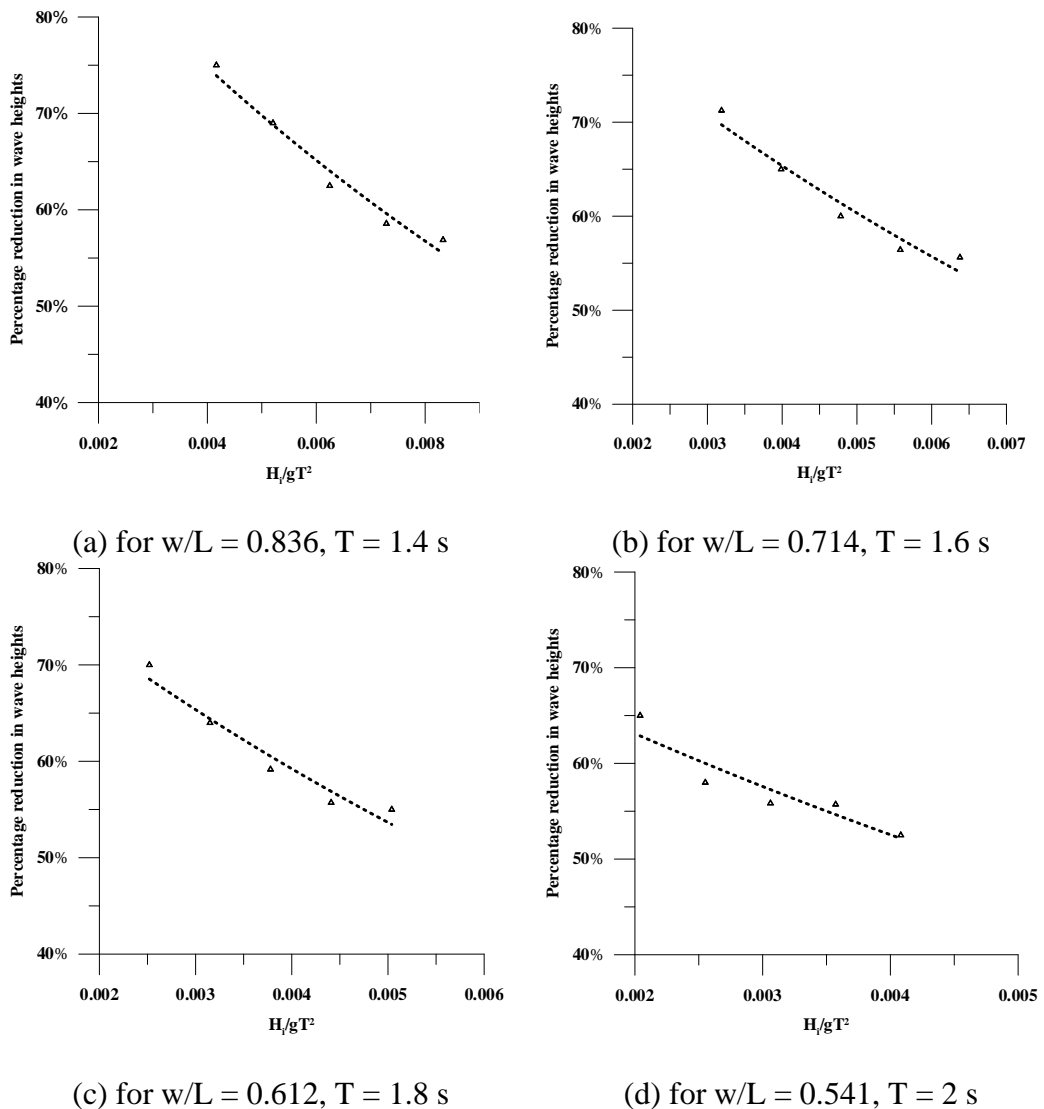 80%
70%
60%
50%
40%
Percentage reduction in wave heights
0.002 0.004 0.006 0.008
Hᵢ/gT²
(a) for w/L = 0.836, T = 1.4 s
80%
70%
60%
50%
40%
Percentage reduction in wave heights
0.002 0.003 0.004 0.005 0.006 0.007
Hᵢ/gT²
(b) for w/L = 0.714, T = 1.6 s
80%
70%
60%
50%
40%
Percentage reduction in wave heights
0.002 0.003 0.004 0.005 0.006
Hᵢ/gT²
(c) for w/L = 0.612, T = 1.8 s
80%
70%
60%
50%
40%
Percentage reduction in wave heights
0.002 0.003 0.004 0.005
Hᵢ/gT²
(d) for w/L = 0.541, T = 2 s